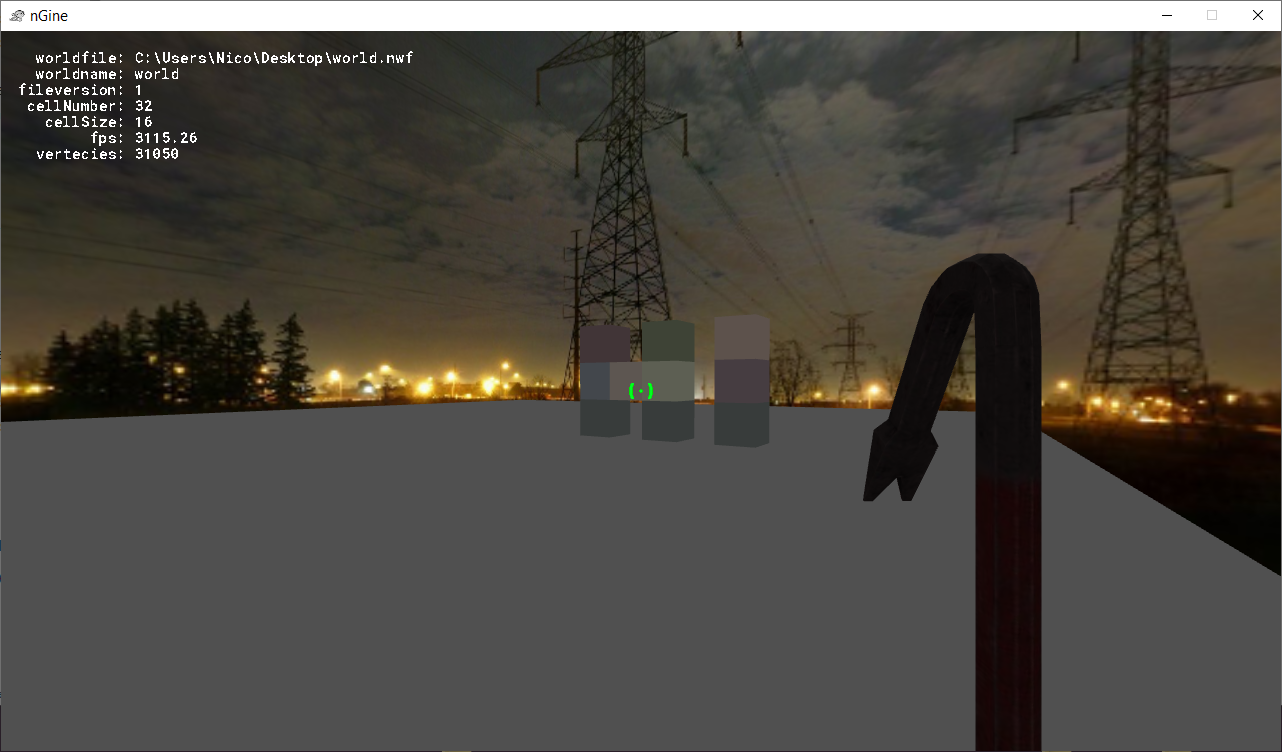 nGine
worldfile: C:\Users\Nico\Desktop\world.nwf
worldname: world
fileversion: 1
cellNumber: 32
cellSize: 16
fps: 3115.26
vertecies: 31050
(·)